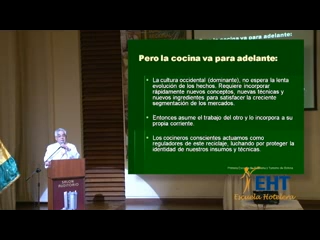 Pero la cocina va para adelante:
La cultura occidental (dominante), no espera la lenta
evolución de los hechos. Requiere incorporar
rápidamente nuevos conceptos, nuevas técnicas y
nuevos ingredientes para satisfacer la creciente
segmentación de los mercados.
Entonces asume el trabajo del otro y lo incorpora a
su propia corriente.
Los cocineros conscientes actuamos como
reguladores de este reciclaje, luchando por proteger la
identidad de nuestros insumos y técnicas.
EHT
Escuela Hotelera